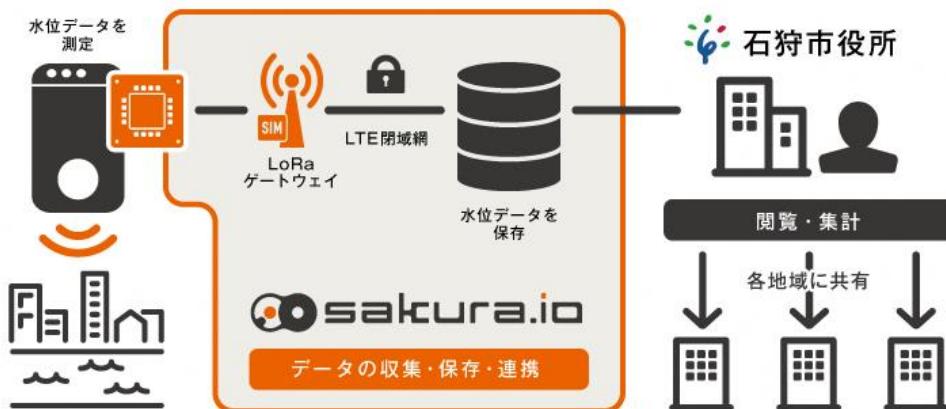 水位データを
測定
SIM
LoRa
ゲートウェイ
LTE閉域網
水位データを
保存
sakura.io
データの収集・保存・連携
石狩市役所
閲覧・集計
各地域に共有